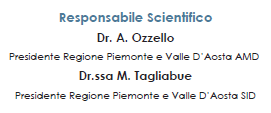 Responsabile Scientifico
Dr. A. Ozzello
Presidente Regione Piemonte e Valle D'Aosta AMD
Dr.ssa M. Tagliabue
Presidente Regione Piemonte e Valle D'Aosta SID